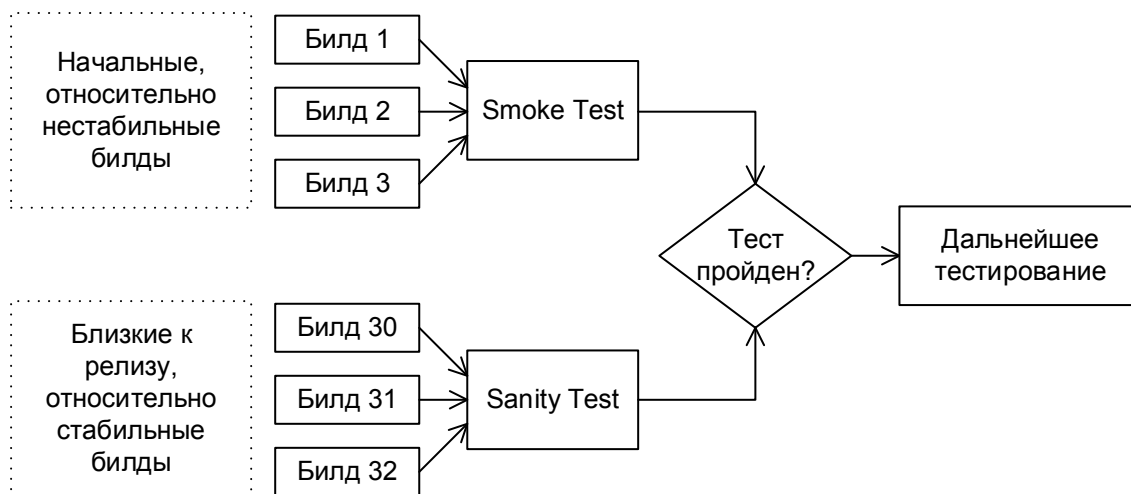 Начальные,
относительно
нестабильные
билды
Билд 1
Билд 2
Билд 3
Smoke Test
Тест
пройден?
Дальнейшее
тестирование
Близкие к
релизу,
относительно
стабильные
билды
Билд 30
Билд 31
Билд 32
Sanity Test